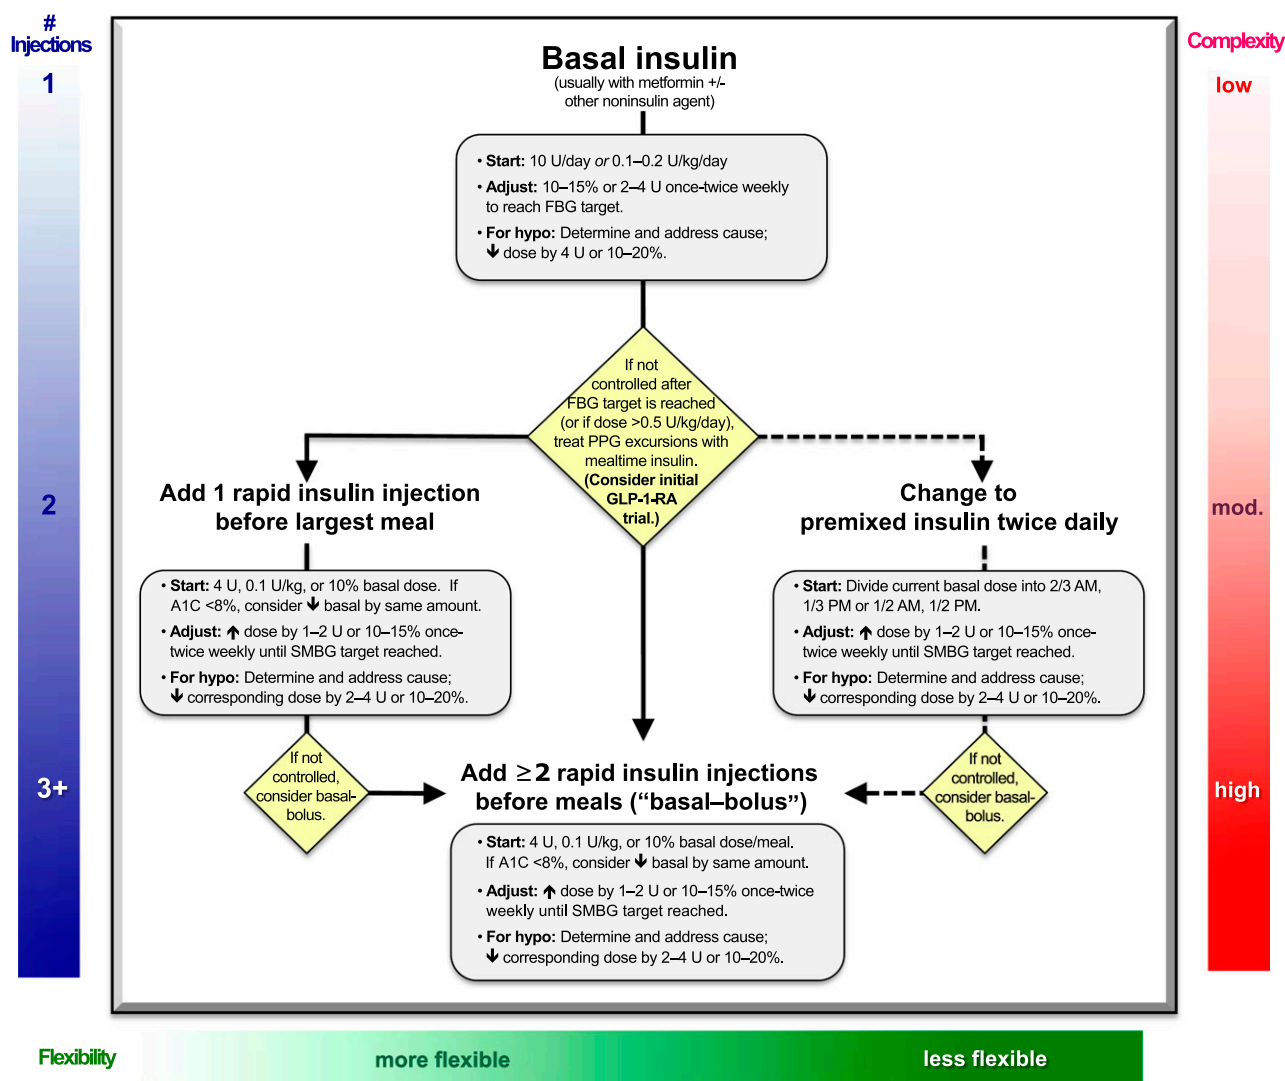 #
Injections
1
2
3+
Complexity
low
mod.
high
Basal insulin
(usually with metformin +/-
other noninsulin agent)
• Start: 10 U/day or 0.1–0.2 U/kg/day
• Adjust: 10–15% or 2–4 U once-twice weekly
to reach FBG target.
• For hypo: Determine and address cause;
↓ dose by 4 U or 10–20%.
If not
controlled after
FBG target is reached
(or if dose >0.5 U/kg/day),
treat PPG excursions with
mealtime insulin.
(Consider initial
GLP-1-RA
trial.)
Add 1 rapid insulin injection
before largest meal
• Start: 4 U, 0.1 U/kg, or 10% basal dose. If
A1C <8%, consider ↓ basal by same amount.
• Adjust: ↑ dose by 1–2 U or 10–15% once-
twice weekly until SMBG target reached.
• For hypo: Determine and address cause;
↓ corresponding dose by 2–4 U or 10–20%.
If not
controlled,
consider basal-
bolus.
Change to
premixed insulin twice daily
• Start: Divide current basal dose into 2/3 AM,
1/3 PM or 1/2 AM, 1/2 PM.
• Adjust: ↑ dose by 1–2 U or 10–15% once-
twice weekly until SMBG target reached.
• For hypo: Determine and address cause;
↓ corresponding dose by 2–4 U or 10–20%.
If not
controlled,
consider basal-
bolus.
Add ≥2 rapid insulin injections
before meals (“basal–bolus”)
• Start: 4 U, 0.1 U/kg, or 10% basal dose/meal.
If A1C <8%, consider ↓ basal by same amount.
• Adjust: ↑ dose by 1–2 U or 10–15% once-twice
weekly until SMBG target reached.
• For hypo: Determine and address cause;
↓ corresponding dose by 2–4 U or 10–20%.
Flexibility
more flexible
less flexible